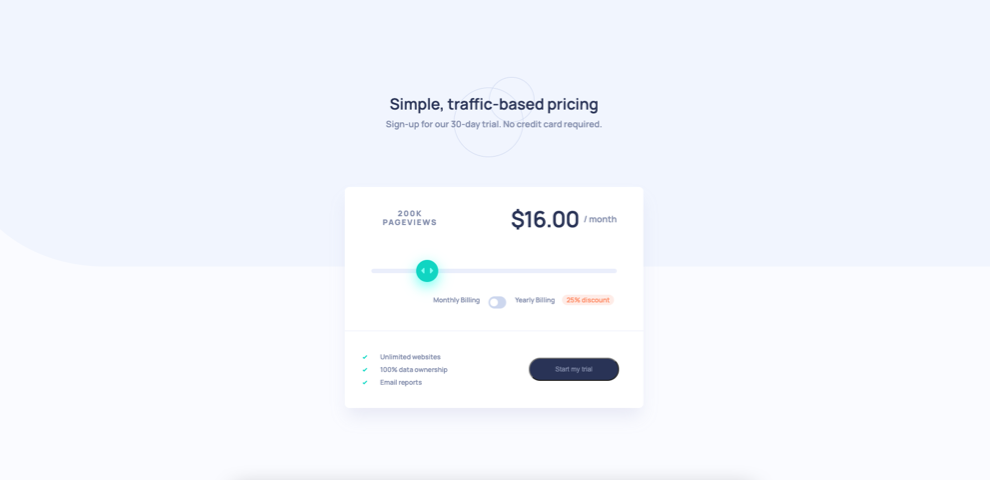 Simple, traffic-based pricing
Sign-up for our 30-day trial. No credit card required.
200K
PAGEVIEWS
$16.00 / month
Monthly Billing Yearly Billing 25% discount
Unlimited websites
100% data ownership
Email reports
Start my trial